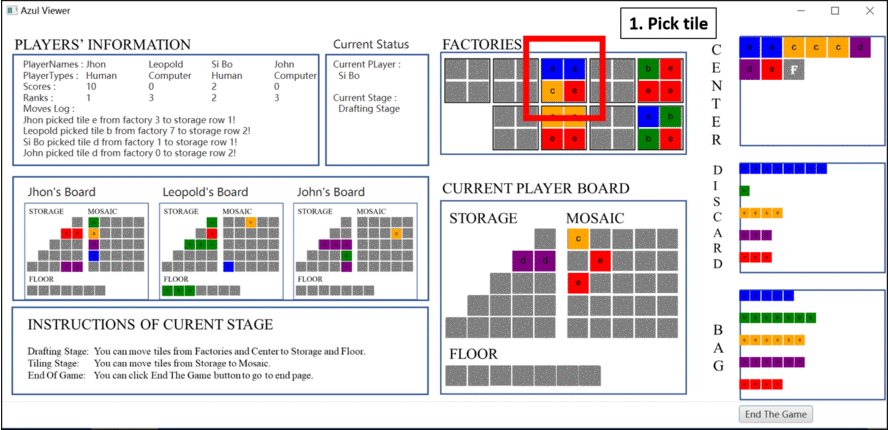 Azul Viewer
1. Pick tile
PLAYERS' INFORMATION
PlayerNames : Jhon Leopold Si Bo John
PlayerTypes : Human Computer Human Computer
Scores : 10 0 2 0
Ranks : 1 3 2 3
Moves Log :
Jhon picked tile e from factory 3 to storage row 1!
Leopold picked tile b from factory 7 to storage row 2!
Si Bo picked tile d from factory 1 to storage row 1!
John picked tile d from factory 0 to storage row 2!
Current Status
Current PLayer :
Si Bo
Current Stage :
Drafting Stage
FACTORIES
a a b e
c e e e
a b
e e b e
CENTER
a a c c c d
d e F
Jhon's Board
STORAGE MOSAIC
FLOOR
Leopold's Board
STORAGE MOSAIC
FLOOR
John's Board
STORAGE MOSAIC
FLOOR
CURRENT PLAYER BOARD
STORAGE MOSAIC
c
d d e
e
FLOOR
DISCARD
BAG
INSTRUCTIONS OF CURENT STAGE
Drafting Stage: You can move tiles from Factories and Center to Storage and Floor.
Tiling Stage: You can move tiles from Storage to Mosaic.
End Of Game: You can click End The Game button to go to end page.
End The Game